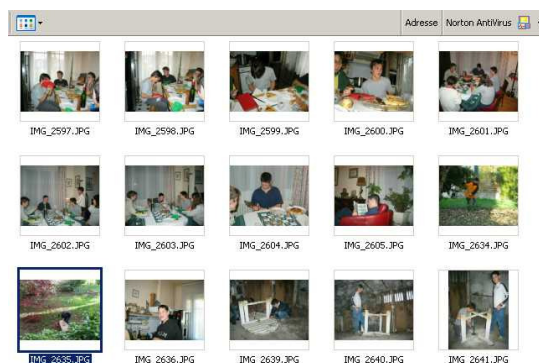 Adresse Norton AntiVirus
IMG_2597.JPG IMG_2598.JPG IMG_2599.JPG IMG_2600.JPG IMG_2601.JPG
IMG_2602.JPG IMG_2603.JPG IMG_2604.JPG IMG_2605.JPG IMG_2634.JPG
IMG_2635.JPG IMG_2636.JPG IMG_2639.JPG IMG_2640.JPG IMG_2641.JPG